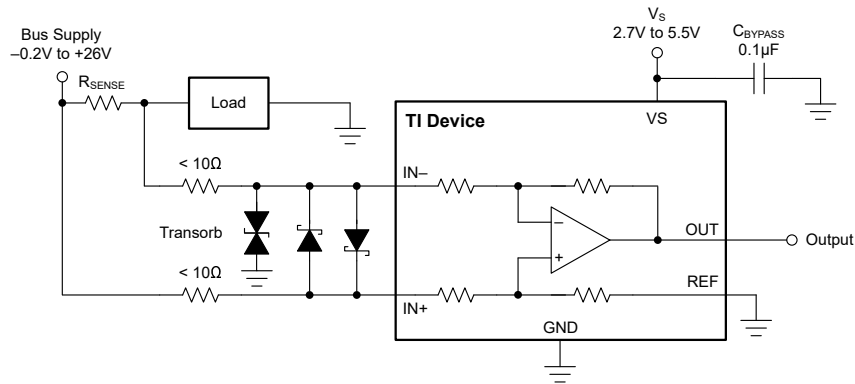 Bus Supply
–0.2V to +26V
RSENSE
Load
VS
2.7V to 5.5V
CBYPASS
0.1µF
TI Device
VS
< 10Ω
IN–
Transorb
–
+
OUT
Output
< 10Ω
IN+
REF
GND